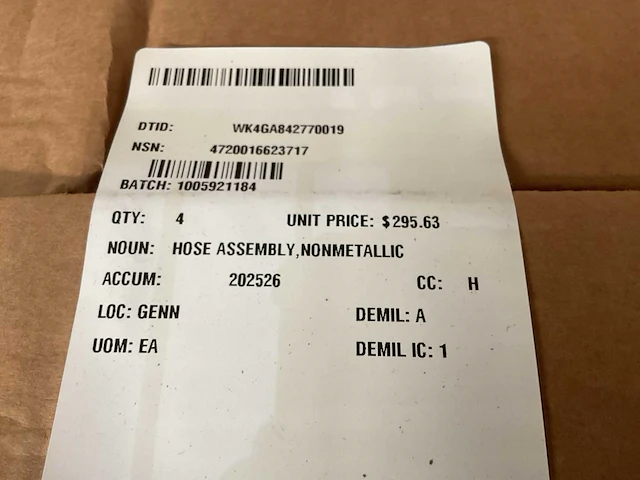 DTID: WK4GA842770019
NSN: 4720016623717
BATCH: 1005921184
QTY: 4 UNIT PRICE: $295.63
NOUN: HOSE ASSEMBLY,NONMETALLIC
ACCUM: 202526 CC: H
LOC: GENN DEMIL: A
UOM: EA DEMIL IC: 1